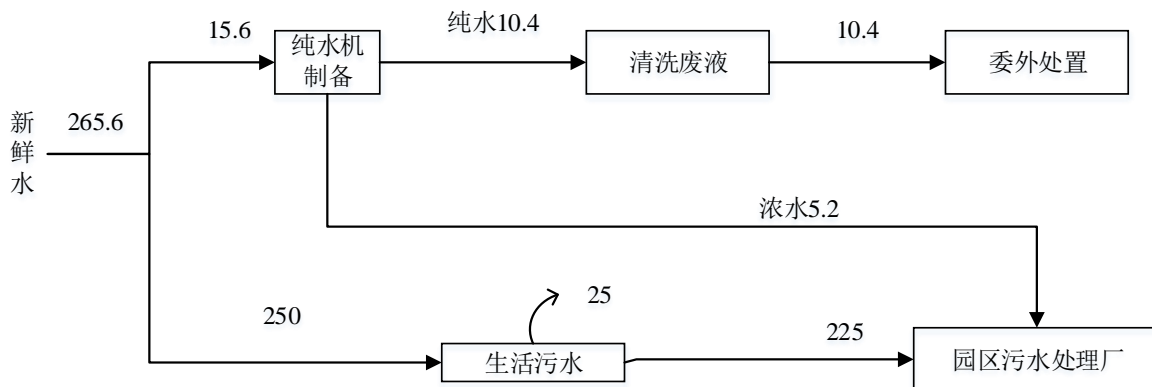 15.6
纯水10.4
10.4
纯水机
制备
清洗废液
委外处置
新
鲜
水
265.6
浓水5.2
250
25
225
生活污水
园区污水处理厂